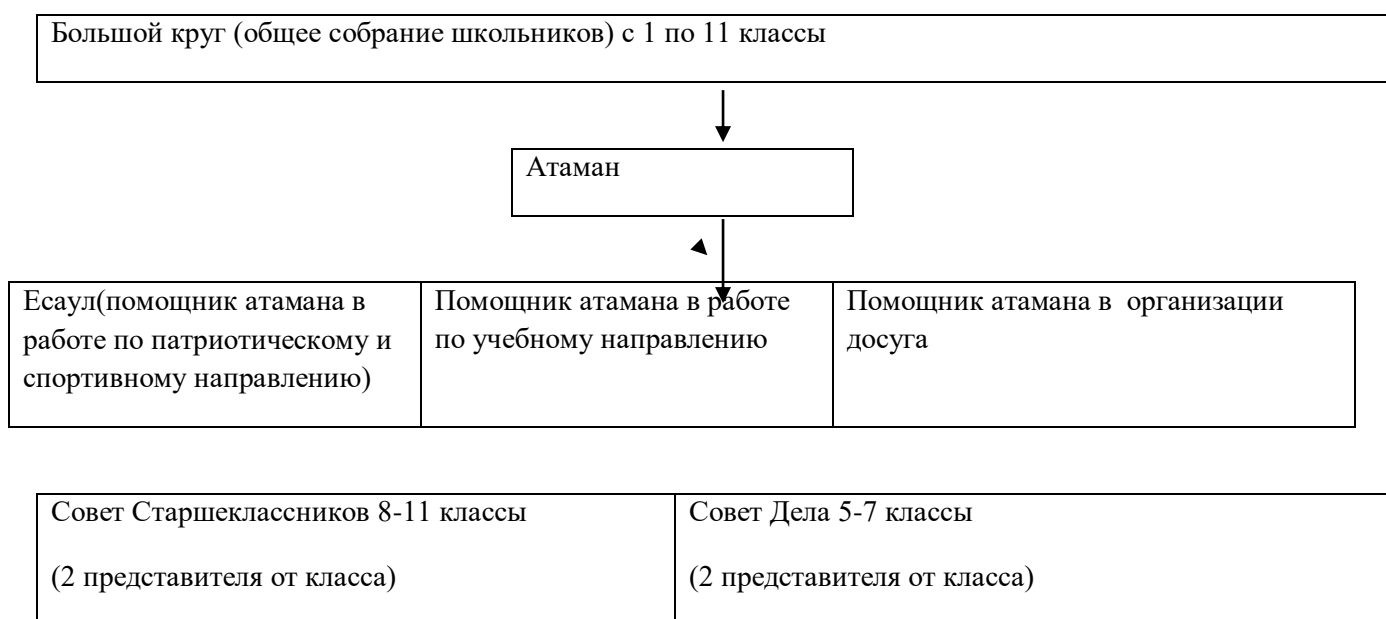 Большой круг (общее собрание школьников) с 1 по 11 классы
Атаман
Есаул(помощник атамана в
работе по патриотическому и
спортивному направлению)
Помощник атамана в работе
по учебному направлению
Помощник атамана в организации
досуга
Совет Старшеклассников 8-11 классы
(2 представителя от класса)
Совет Дела 5-7 классы
(2 представителя от класса)